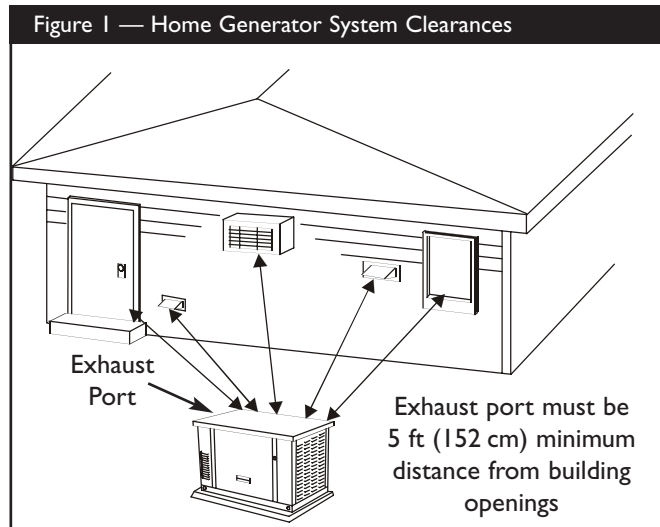 Figure 1 — Home Generator System Clearances
Exhaust
Port
Exhaust port must be
5 ft (152 cm) minimum
distance from building
openings